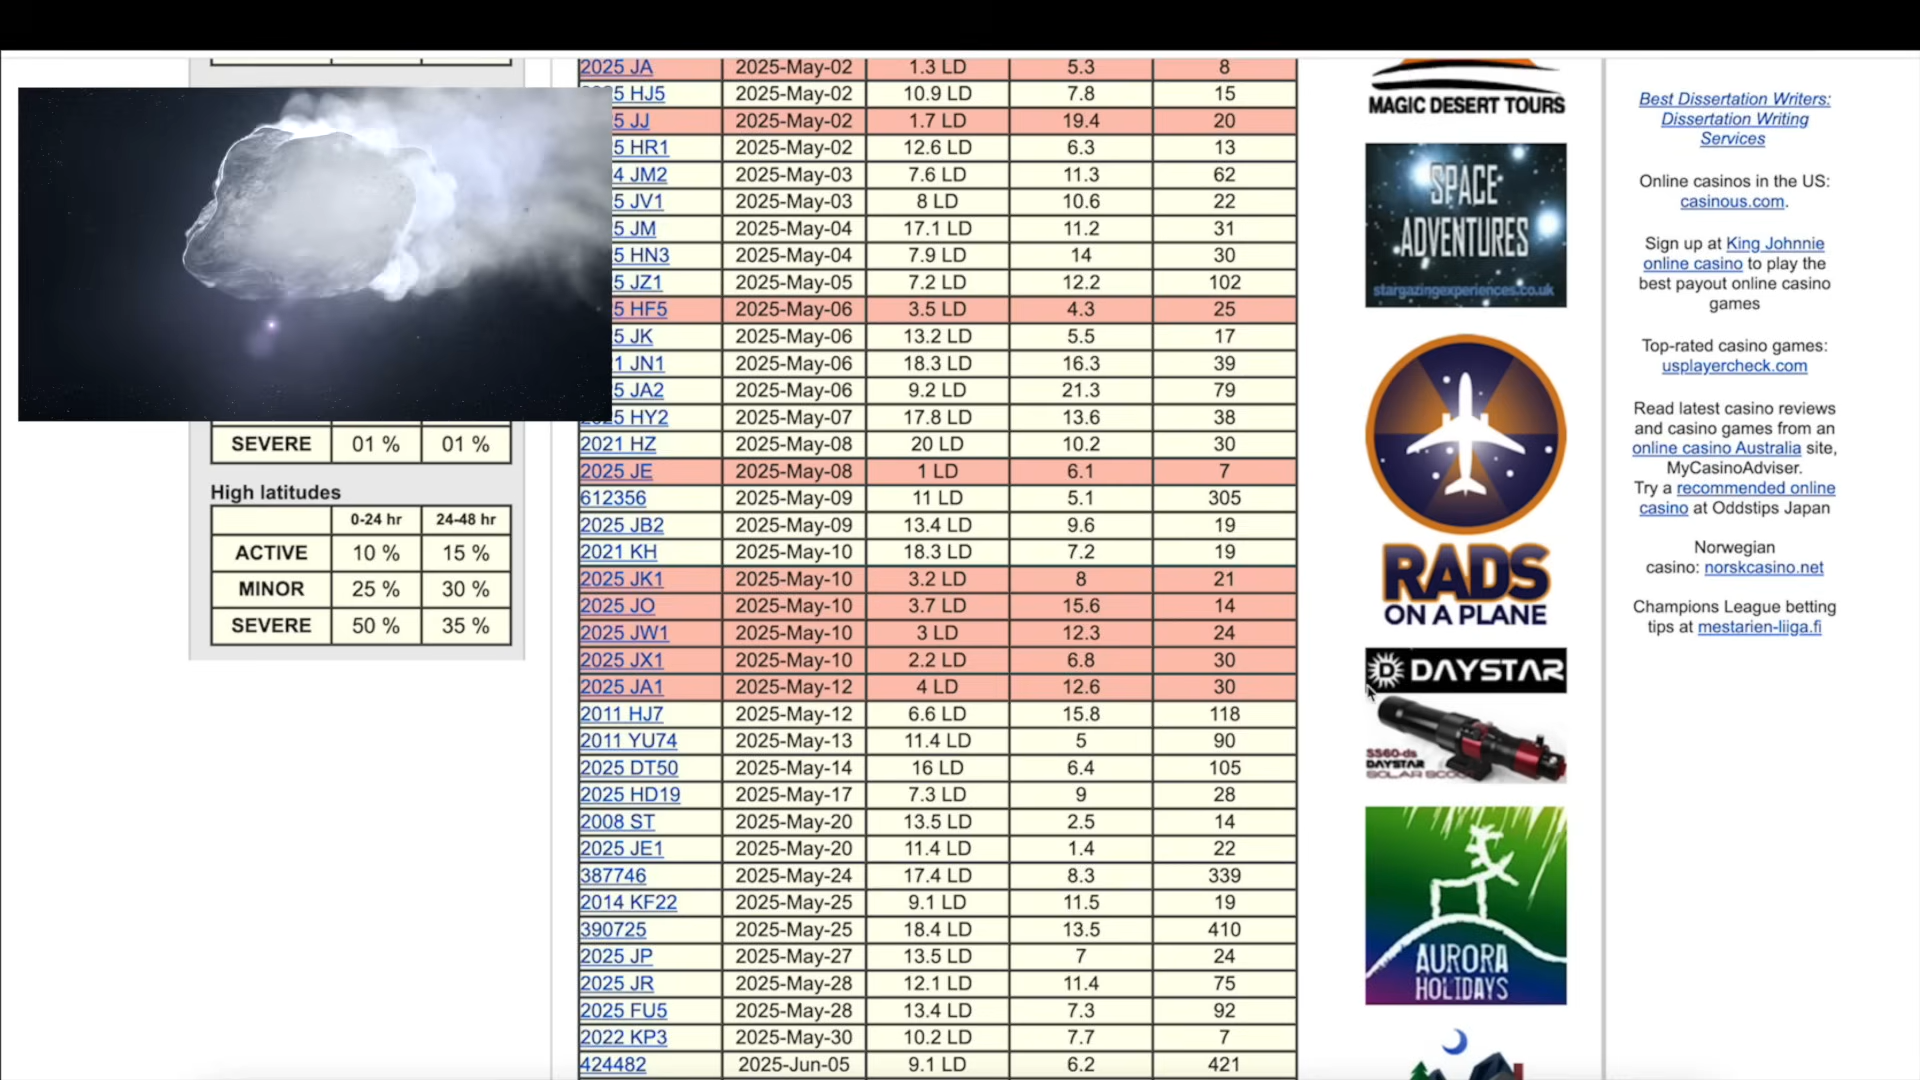 SEVERE 01 % 01 %
High latitudes
0-24 hr 24-48 hr
ACTIVE 10 % 15 %
MINOR 25 % 30 %
SEVERE 50 % 35 %
2025 JA 2025-May-02 1.3 LD 5.3 8
5 HJ5 2025-May-02 10.9 LD 7.8 15
5 JJ 2025-May-02 1.7 LD 19.4 20
5 HR1 2025-May-02 12.6 LD 6.3 13
4 JM2 2025-May-03 7.6 LD 11.3 62
5 JV1 2025-May-03 8 LD 10.6 22
5 JM 2025-May-04 17.1 LD 11.2 31
5 HN3 2025-May-04 7.9 LD 14 30
5 JZ1 2025-May-05 7.2 LD 12.2 102
5 HF5 2025-May-06 3.5 LD 4.3 25
5 JK 2025-May-06 13.2 LD 5.5 17
1 JN1 2025-May-06 18.3 LD 16.3 39
5 JA2 2025-May-06 9.2 LD 21.3 79
2025 HY2 2025-May-07 17.8 LD 13.6 38
2021 HZ 2025-May-08 20 LD 10.2 30
2025 JE 2025-May-08 1 LD 6.1 7
612356 2025-May-09 11 LD 5.1 305
2025 JB2 2025-May-09 13.4 LD 9.6 19
2021 KH 2025-May-10 18.3 LD 7.2 19
2025 JK1 2025-May-10 3.2 LD 8 21
2025 JO 2025-May-10 3.7 LD 15.6 14
2025 JW1 2025-May-10 3 LD 12.3 24
2025 JX1 2025-May-10 2.2 LD 6.8 30
2025 JA1 2025-May-12 4 LD 12.6 30
2011 HJ7 2025-May-12 6.6 LD 15.8 118
2011 YU74 2025-May-13 11.4 LD 5 90
2025 DT50 2025-May-14 16 LD 6.4 105
2025 HD19 2025-May-17 7.3 LD 9 28
2008 ST 2025-May-20 13.5 LD 2.5 14
2025 JE1 2025-May-20 11.4 LD 1.4 22
387746 2025-May-24 17.4 LD 8.3 339
2014 KF22 2025-May-25 9.1 LD 11.5 19
390725 2025-May-25 18.4 LD 13.5 410
2025 JP 2025-May-27 13.5 LD 7 24
2025 JR 2025-May-28 12.1 LD 11.4 75
2025 FU5 2025-May-28 13.4 LD 7.3 92
2022 KP3 2025-May-30 10.2 LD 7.7 7
424482 2025-Jun-05 9.1 LD 6.2 421
MAGIC DESERT TOURS
SPACE
ADVENTURES
stargazingexperiences.co.uk
RADS
ON A PLANE
DAYSTAR
SS60-ds
DAYSTAR
SOLAR SCO
AURORA
HOLIDAYS
Best Dissertation Writers:
Dissertation Writing
Services
Online casinos in the US:
casinous.com.
Sign up at King Johnnie
online casino to play the
best payout online casino
games
Top-rated casino games:
usplayercheck.com
Read latest casino reviews
and casino games from an
online casino Australia site,
MyCasinoAdviser.
Try a recommended online
casino at Oddstips Japan
Norwegian
casino: norskcasino.net
Champions League betting
tips at mestarien-liiga.fi